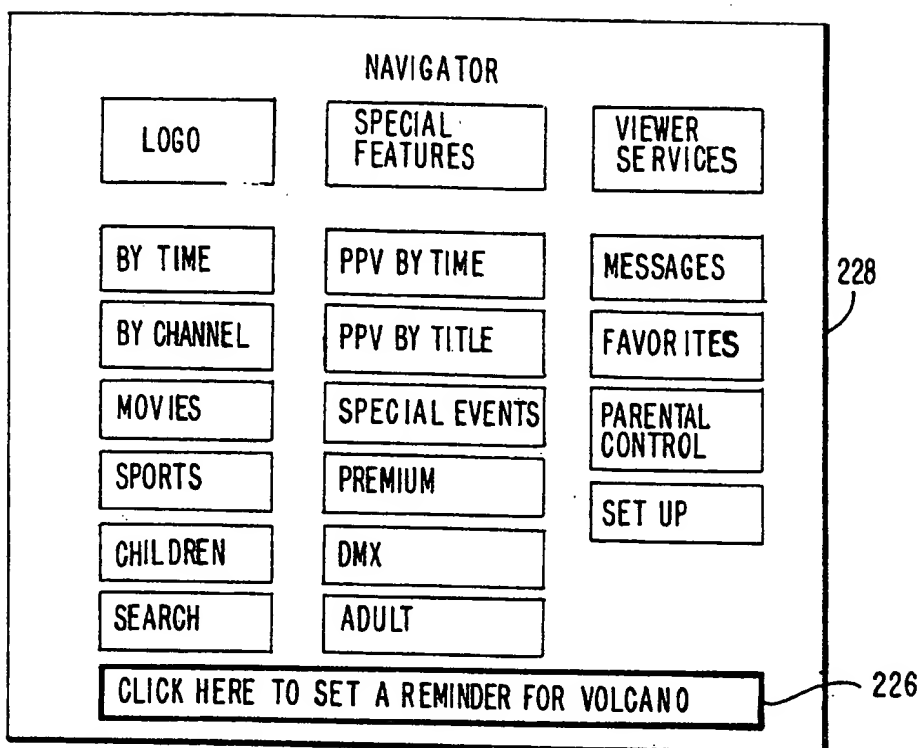 NAVIGATOR
LOGO
SPECIAL
FEATURES
VIEWER
SERVICES
BY TIME
PPV BY TIME
MESSAGES
BY CHANNEL
PPV BY TITLE
FAVORITES
MOVIES
SPECIAL EVENTS
PARENTAL
CONTROL
SPORTS
PREMIUM
SET UP
CHILDREN
DMX
SEARCH
ADULT
CLICK HERE TO SET A REMINDER FOR VOLCANO
228
226